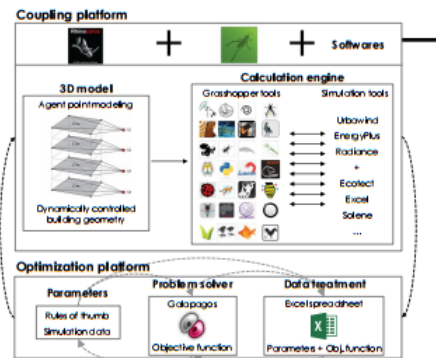 Coupling platform
Rhinoceros
Softwares
3D model
Agent point modeling
Dynamically controlled
building geometry
Calculation engine
Grasshopper tools
Simulation tools
Urbawind
EnergyPlus
Radiance
+
Ecotect
Excel
Solene
...
Optimization platform
Parameters
Rules of thumb
Simulation data
Problem solver
Galapagos
Objective function
Data treatment
Excel spreadsheet
Parameters + Obj.function